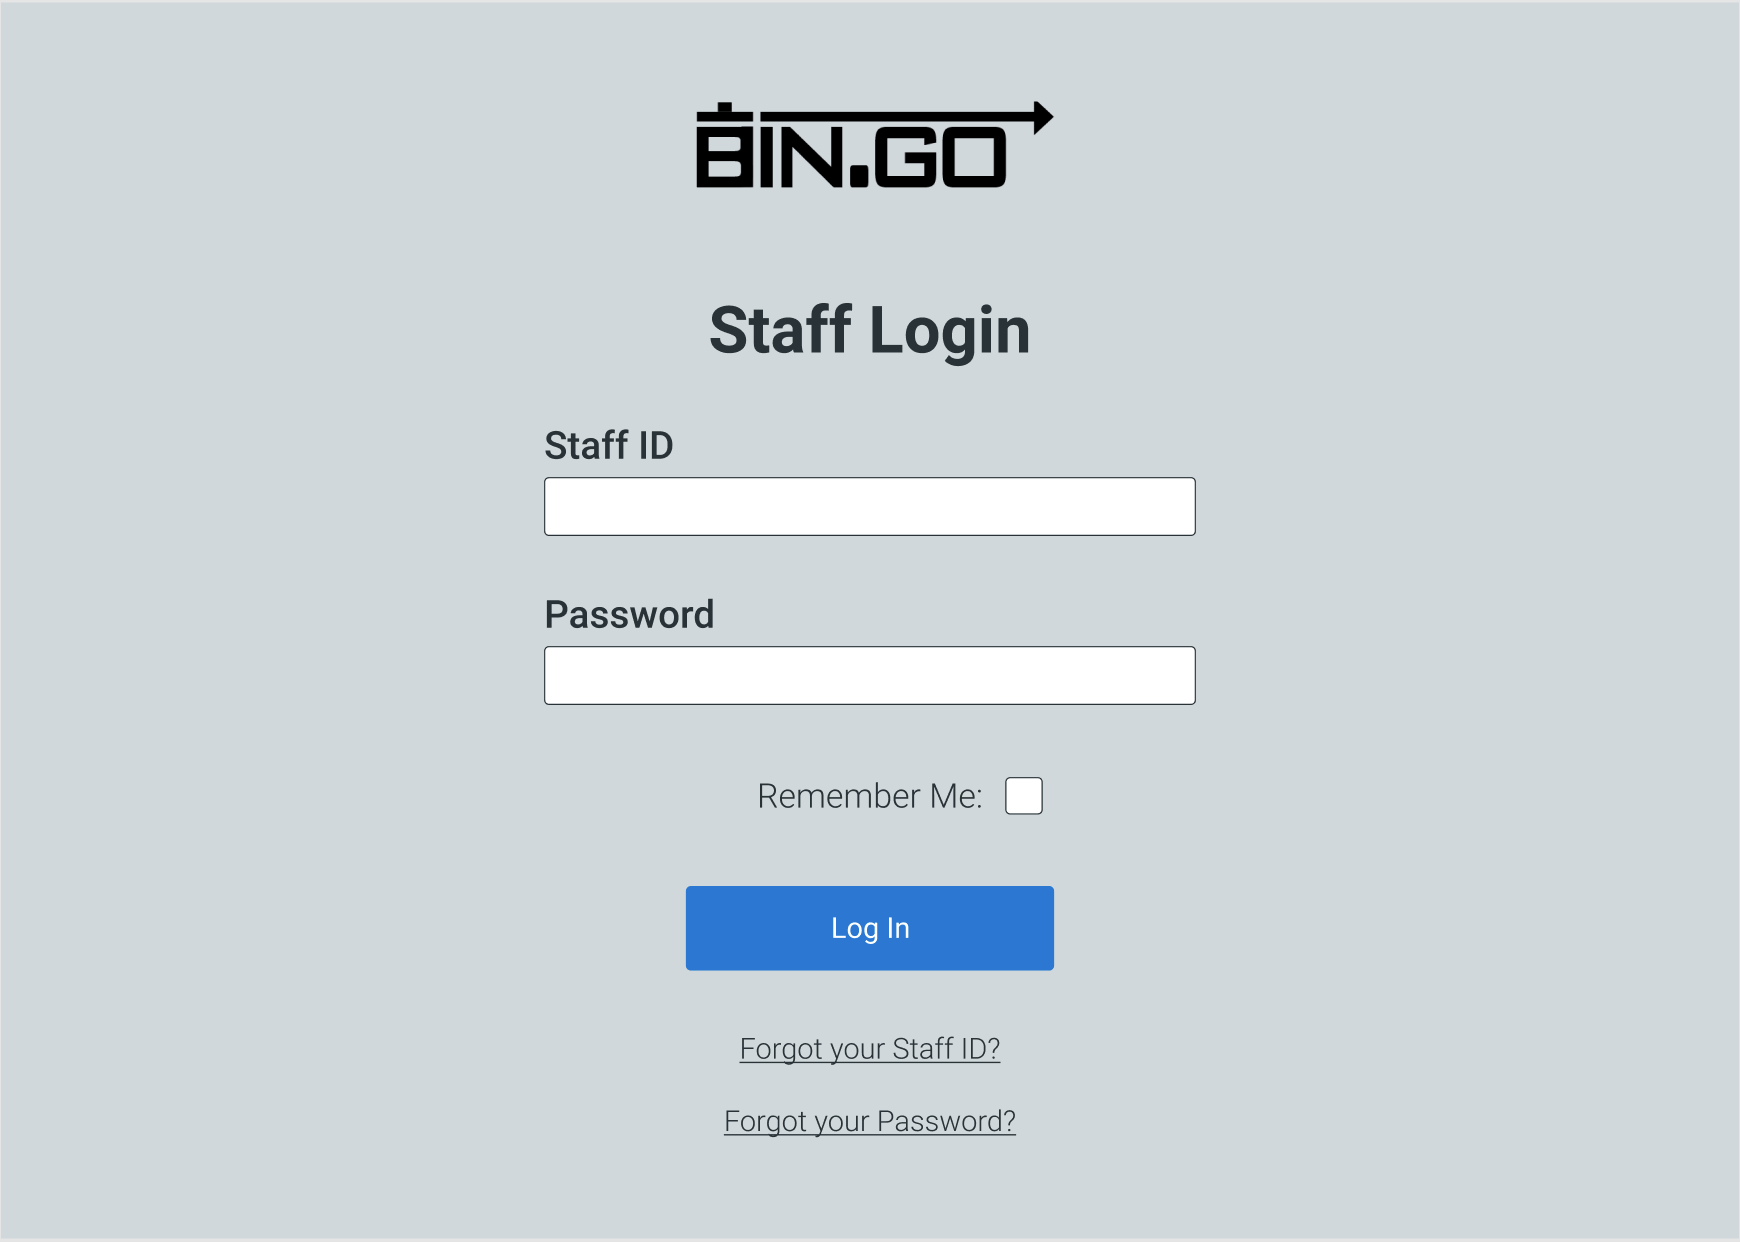 BIN.GO
Staff Login
Staff ID
Password
Remember Me:
Log In
Forgot your Staff ID?
Forgot your Password?